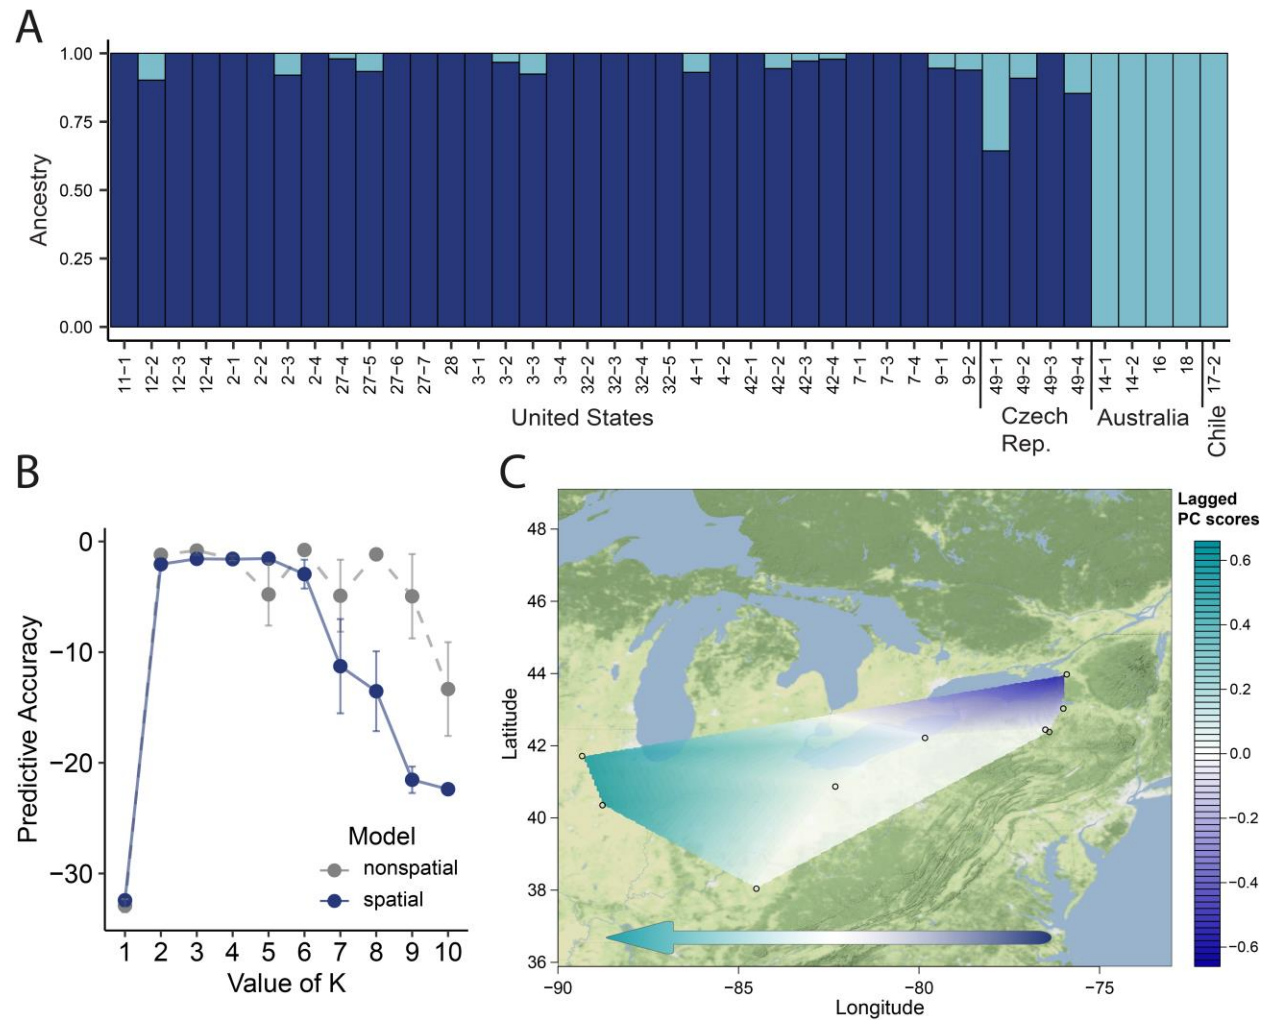 A
1.00
0.75
0.50
0.25
0.00
Ancestry
11-1 12-2 12-3 12-4 2-1 2-2 2-3 2-4 27-4 27-5 27-6 27-7 28 3-1 3-2 3-3 3-4 32-2 32-3 32-4 32-5 4-1 4-2 42-2 42-3 42-4 7-1 7-3 7-4 9-1 9-2 49-1 49-2 49-3 49-4 14-1 14-2 16 18 17-2
United States
Czech
Rep.
Australia
Chile
B
0
−10
−20
−30
Predictive Accuracy
Model
nonspatial
spatial
1 2 3 4 5 6 7 8 9 10
Value of K
C
48
46
44
42
40
38
36
Latitude
−90 −85 −80 −75
Longitude
Lagged
PC scores
0.6
0.4
0.2
0.0
−0.2
−0.4
−0.6